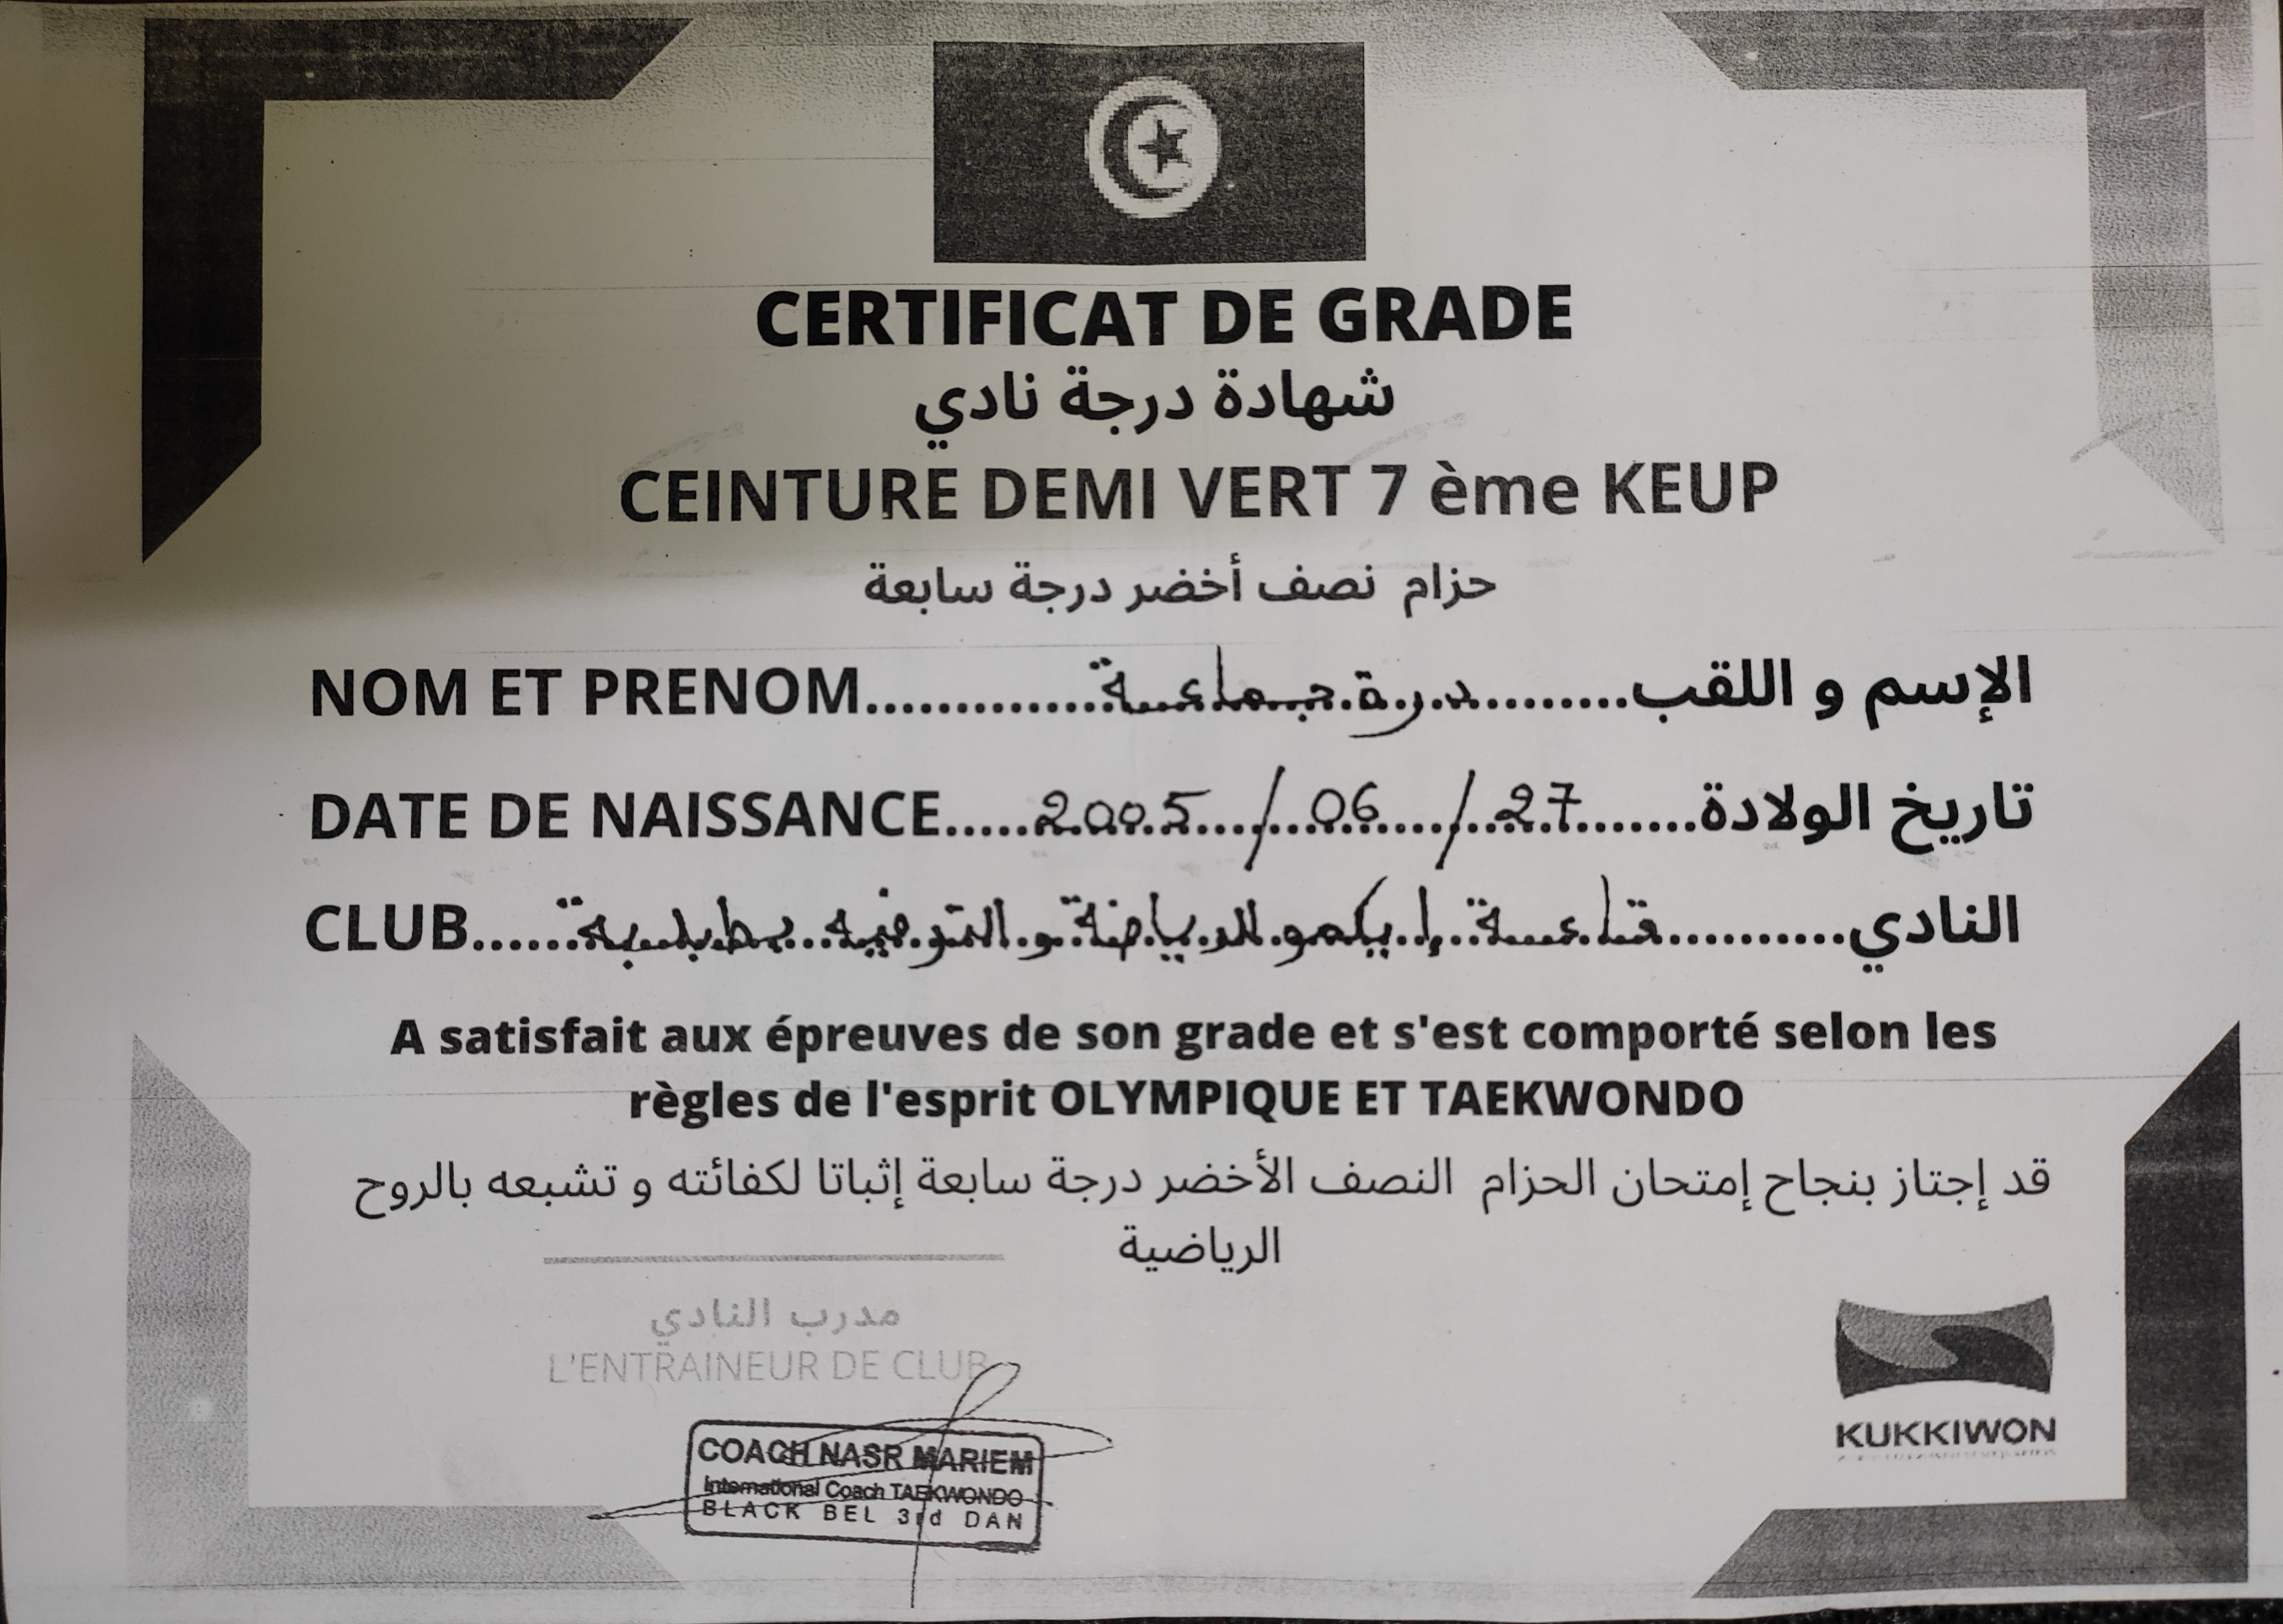 CERTIFICAT DE GRADE
شهادة درجة نادي
CEINTURE DEMI VERT 7 ème KEUP
حزام نصف أخضر درجة سابعة
NOM ET PRENOM..............درة جماعة.........الإسم و اللقب
DATE DE NAISSANCE.....2005 / 06 / 27.......تاريخ الولادة
CLUB......قاعة إيكمو للرياضة و الترفيه بطبلبة..........النادي
A satisfait aux épreuves de son grade et s'est comporté selon les
règles de l'esprit OLYMPIQUE ET TAEKWONDO
قد إجتاز بنجاح إمتحان الحزام النصف الأخضر درجة سابعة إثباتا لكفائته و تشبعه بالروح
الرياضية
مدرب النادي
L'ENTRAINEUR DE CLUB
COACH NASR MARIEM
International Coach TAEKWONDO
BLACK BEL 3rd DAN
KUKKIWON